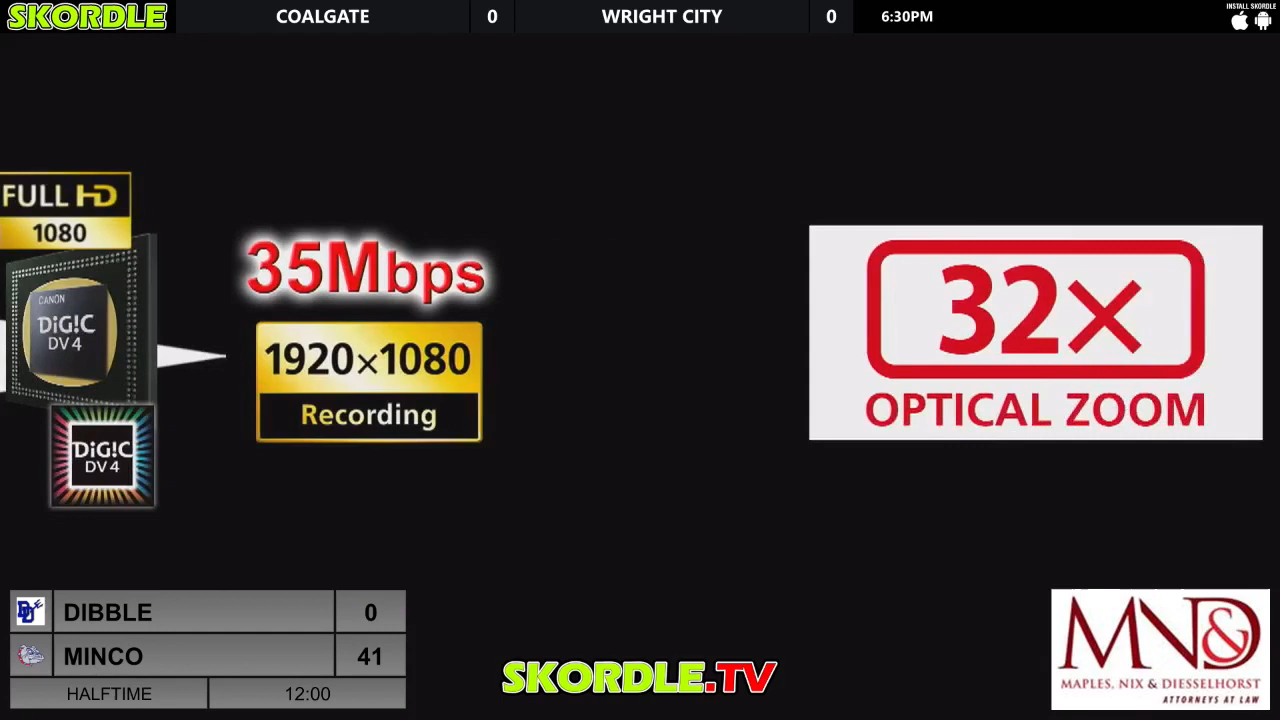 SKORDLE
COALGATE 0 WRIGHT CITY 0 6:30PM
INSTALL SKORDLE
FULL HD
1080
CANON
DiG!C
DV 4
DiG!C
DV 4
35Mbps
1920×1080
Recording
32×
OPTICAL ZOOM
DIBBLE 0
MINCO 41
HALFTIME 12:00
SKORDLE.TV
MN&D
MAPLES, NIX & DIESSELHORST
ATTORNEYS AT LAW